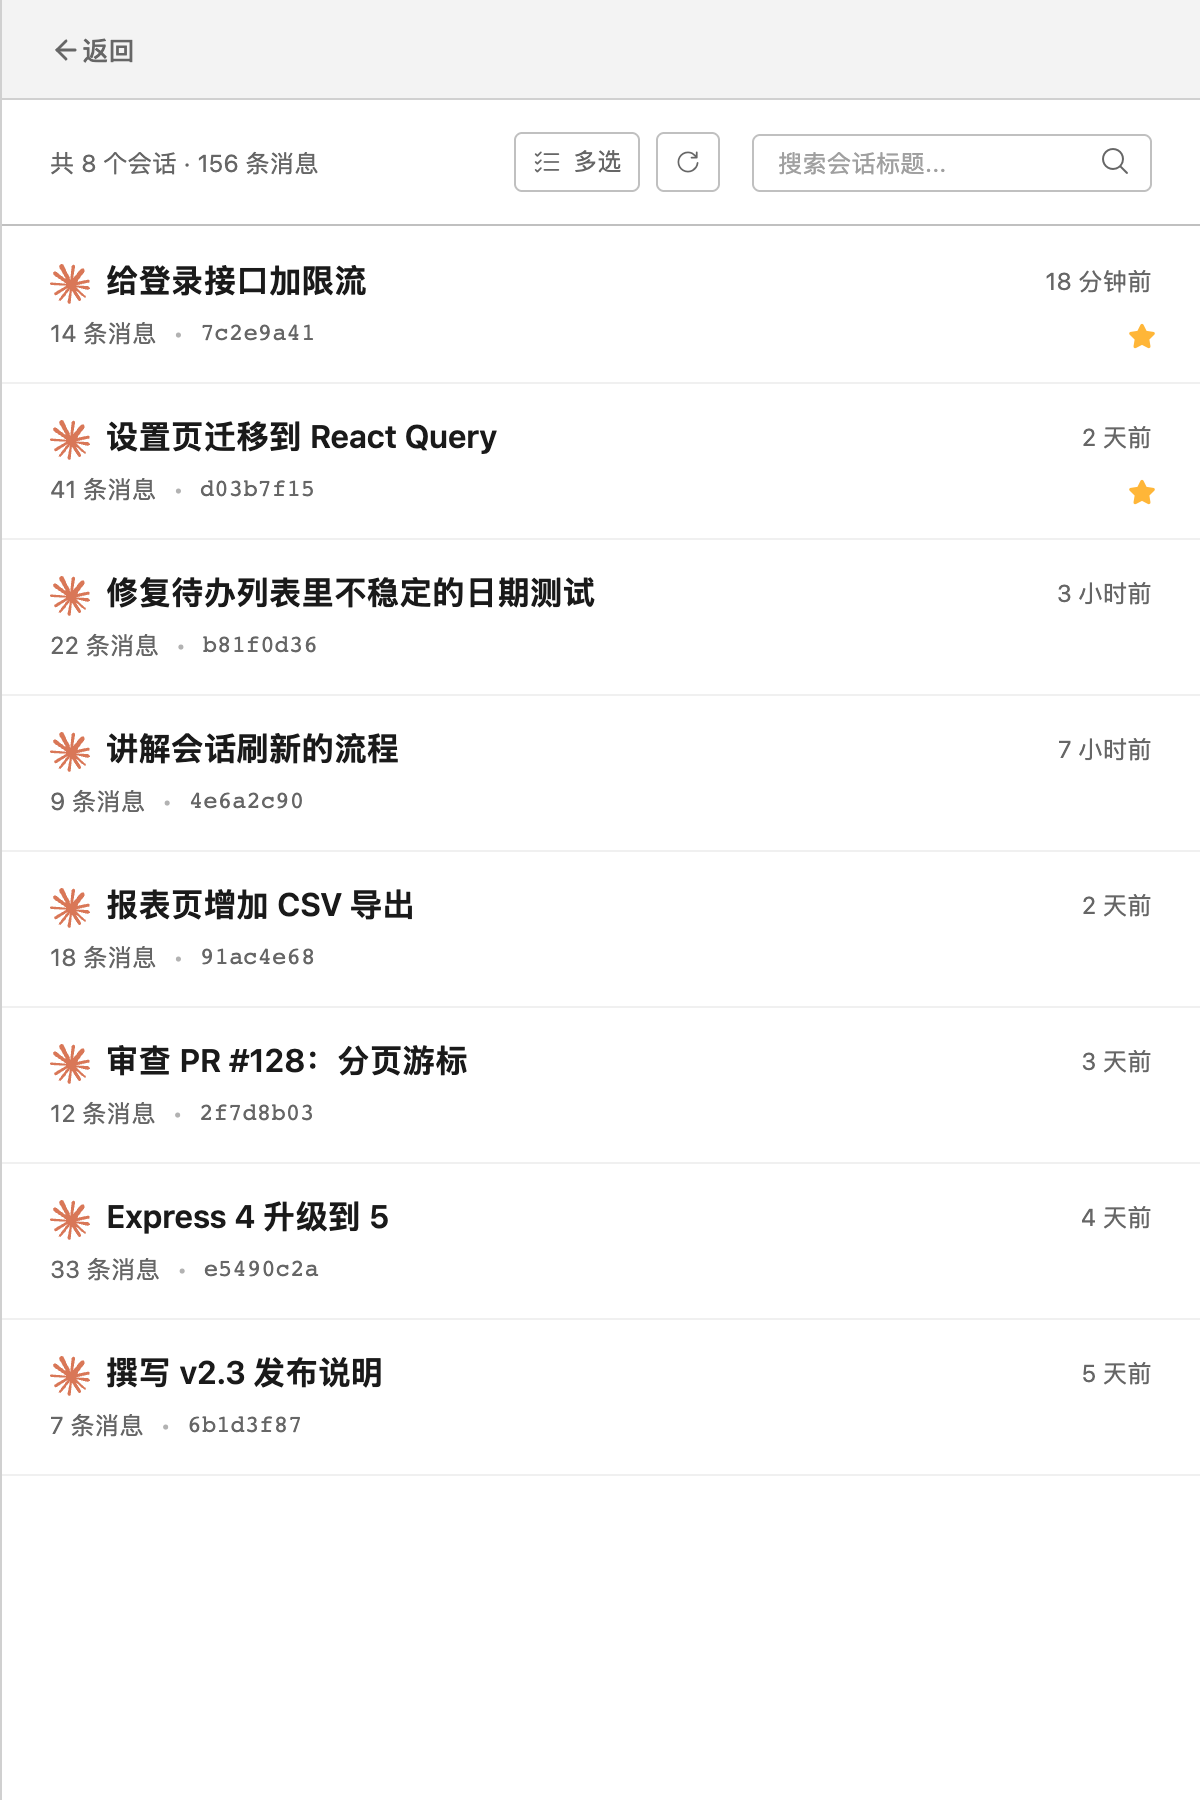 返回
共 8 个会话 · 156 条消息
多选
搜索会话标题...
给登录接口加限流
18 分钟前
14 条消息 • 7c2e9a41
设置页迁移到 React Query
2 天前
41 条消息 • d03b7f15
修复待办列表里不稳定的日期测试
3 小时前
22 条消息 • b81f0d36
讲解会话刷新的流程
7 小时前
9 条消息 • 4e6a2c90
报表页增加 CSV 导出
2 天前
18 条消息 • 91ac4e68
审查 PR #128：分页游标
3 天前
12 条消息 • 2f7d8b03
Express 4 升级到 5
4 天前
33 条消息 • e5490c2a
撰写 v2.3 发布说明
5 天前
7 条消息 • 6b1d3f87